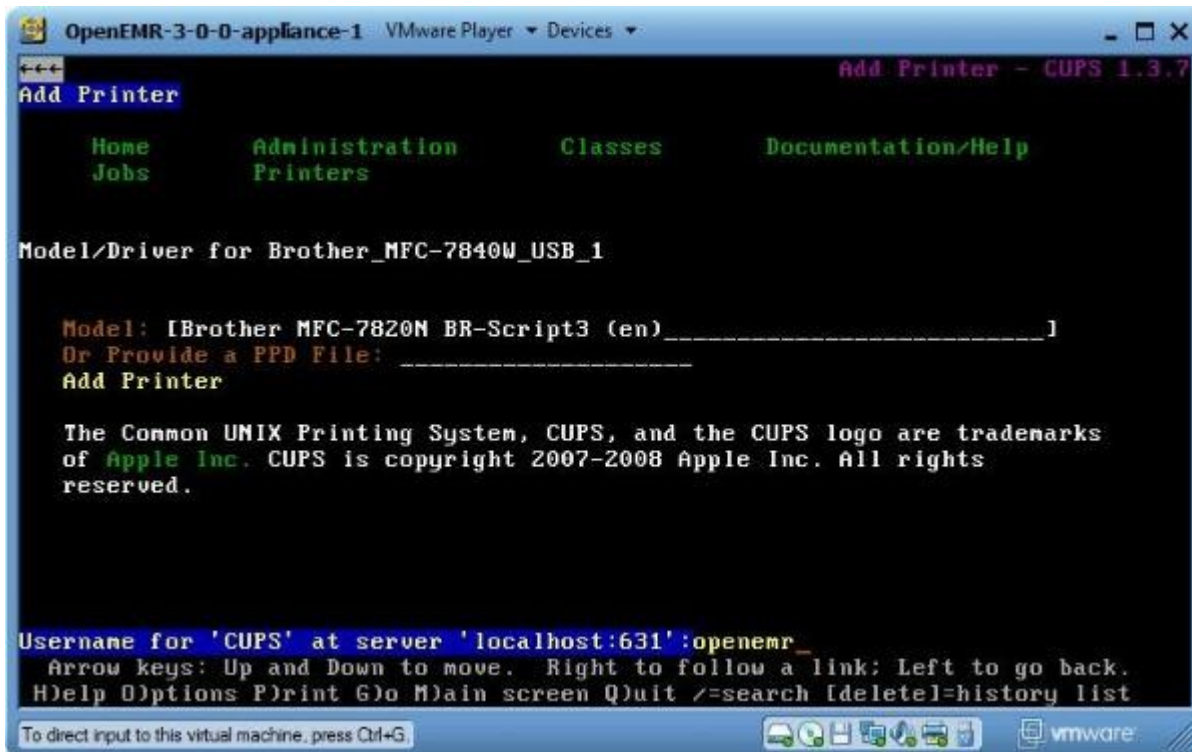 OpenEMR-3-0-0-appliance-1 VMware Player Devices
Add Printer - CUPS 1.3.7
Add Printer
Home Administration Classes Documentation/Help
Jobs Printers
Model/Driver for Brother_MFC-7840W_USB_1
Model: [Brother MFC-7820N BR-Script3 (en)__________________________]
Or Provide a PPD File: ____________________
Add Printer
The Common UNIX Printing System, CUPS, and the CUPS logo are trademarks
of Apple Inc. CUPS is copyright 2007-2008 Apple Inc. All rights
reserved.
Username for 'CUPS' at server 'localhost:631':openemr_
Arrow keys: Up and Down to move. Right to follow a link; Left to go back.
H)elp O)ptions P)rint G)o M)ain screen Q)uit /=search [delete]=history list
To direct input to this virtual machine, press Ctrl+G. vmware